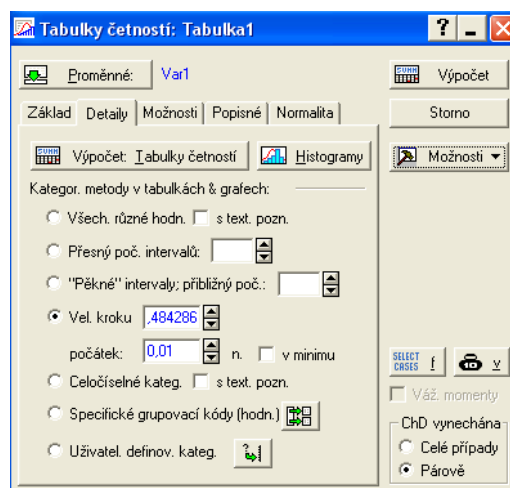 Tabulky četností: Tabulka1
Proměnné: Var1
Výpočet
Základ Detaily Možnosti Popisné Normalita
Storno
Výpočet: Tabulky četností Histogramy
Možnosti
Kategor. metody v tabulkách & grafech:
Všech. různé hodn. s text. pozn.
Přesný poč. intervalů:
"Pěkné" intervaly; přibližný poč.:
Vel. kroku ,484286
počátek: 0,01 n. v minimu
SELECT CASES f v
Celočíselné kateg. s text. pozn.
Váž. momenty
Specifické grupovací kódy (hodn.)
ChD vynechána
Celé případy
Uživatel. definov. kateg.
Párově